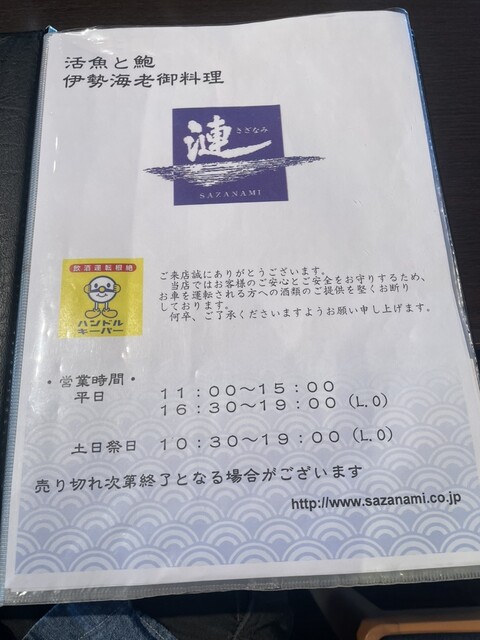 活魚と鮑
伊勢海老御料理
漣
さざなみ
SAZANAMI
飲酒運転根絶
ハンドル
キーパー
ご来店誠にありがとうございます。
当店ではお客様のご安心とご安全をお守りするため、
お車を運転される方への酒類のご提供を堅くお断り
しております。
何卒、ご了承くださいますようお願い申し上げます。
・営業時間・
平日 11：00～15：00
16：30～19：00（L.O）
土日祭日 10：30～19：00（L.O）
売り切れ次第終了となる場合がございます
http://www.sazanami.co.jp